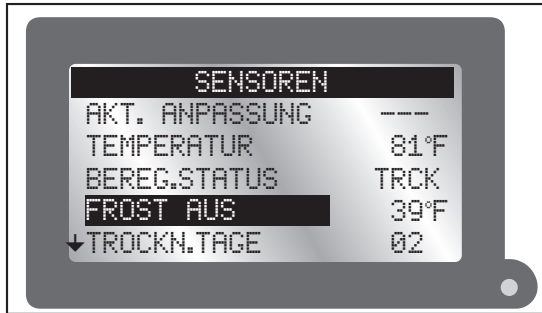 SENSOREN
AKT. ANPASSUNG ---
TEMPERATUR 81°F
BEREG.STATUS TRCK
FROST AUS 39°F
↓TROCKN.TAGE 02